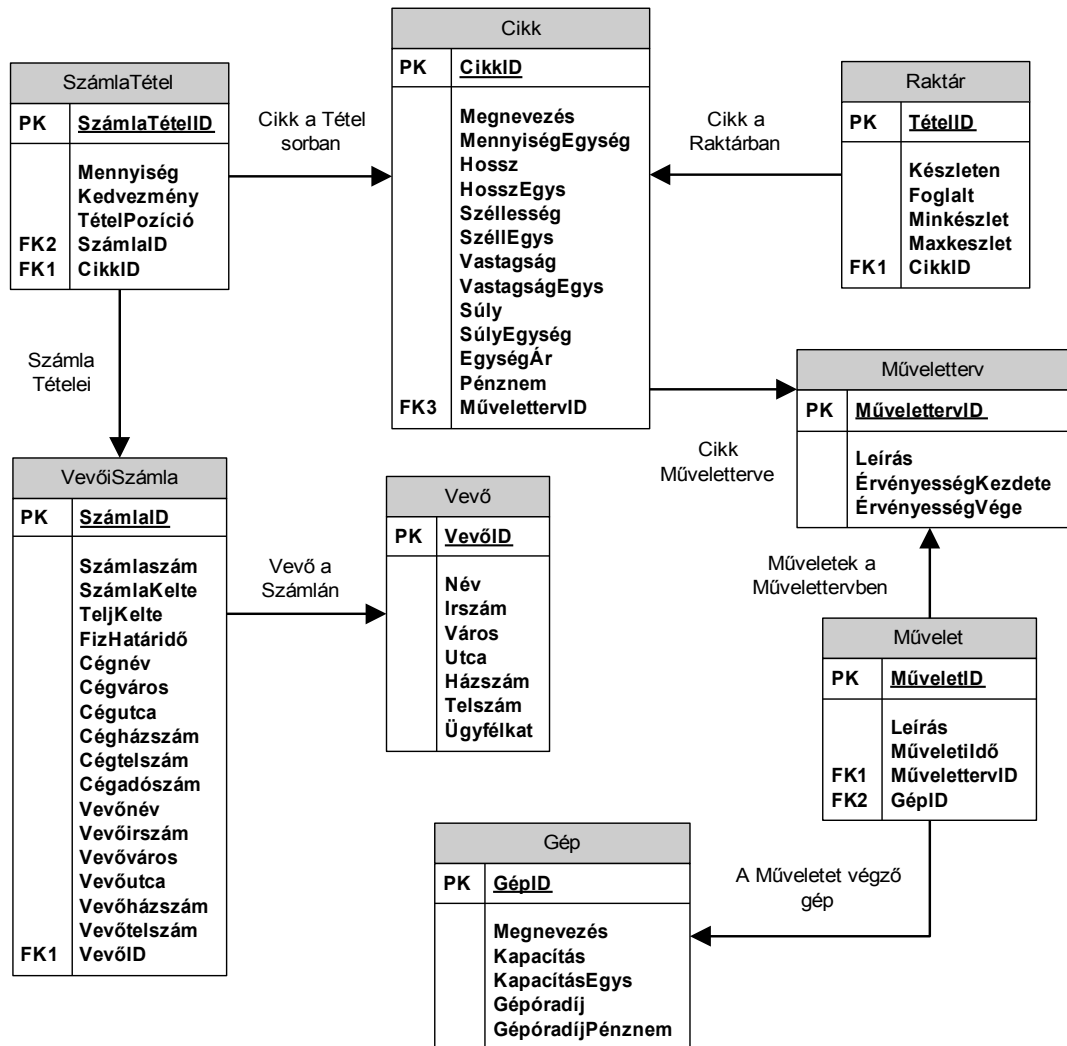 SzámlaTétel
PK SzámlaTételID
Mennyiség
Kedvezmény
TételPozíció
FK2 SzámlaID
FK1 CikkID
Cikk a Tétel
sorban
Cikk
PK CikkID
Megnevezés
MennyiségEgység
Hossz
HosszEgys
Széllesség
SzéllEgys
Vastagság
VastagságEgys
Súly
SúlyEgység
EgységÁr
Pénznem
FK3 MűvelettervID
Cikk a
Raktárban
Raktár
PK TételID
Készleten
Foglalt
Minkészlet
Maxkeszlet
FK1 CikkID
Számla
Tételei
Cikk
Műveletterve
Műveletterv
PK MűvelettervID
Leírás
ÉrvényességKezdete
ÉrvényességVége
VevőiSzámla
PK SzámlaID
Számlaszám
SzámlaKelte
TeljKelte
FizHatáridő
Cégnév
Cégváros
Cégutca
Cégházszám
Cégtelszám
Cégadószám
Vevőnév
Vevőirszám
Vevőváros
Vevőutca
Vevőházszám
Vevőtelszám
FK1 VevőID
Vevő a
Számlán
Vevő
PK VevőID
Név
Irszám
Város
Utca
Házszám
Telszám
Ügyfélkat
Műveletek a
Művelettervben
Művelet
PK MűveletID
Leírás
MűveletiIdő
FK1 MűvelettervID
FK2 GépID
A Műveletet végző
gép
Gép
PK GépID
Megnevezés
Kapacítás
KapacításEgys
Gépóradíj
GépóradíjPénznem